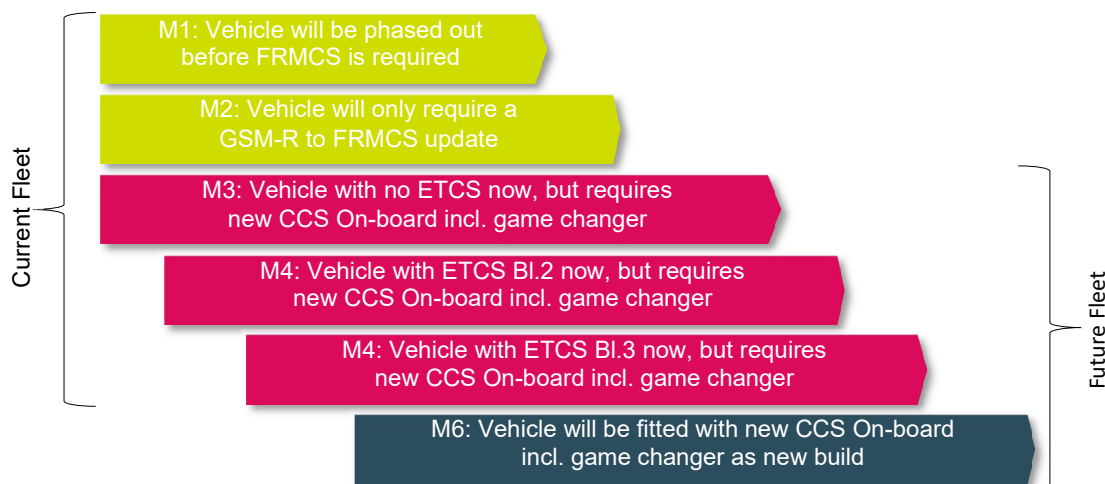 M1: Vehicle will be phased out
before FRMCS is required
M2: Vehicle will only require a
GSM-R to FRMCS update
Current Fleet
M3: Vehicle with no ETCS now, but requires
new CCS On-board incl. game changer
M4: Vehicle with ETCS Bl.2 now, but requires
new CCS On-board incl. game changer
M4: Vehicle with ETCS Bl.3 now, but requires
new CCS On-board incl. game changer
Future Fleet
M6: Vehicle will be fitted with new CCS On-board
incl. game changer as new build